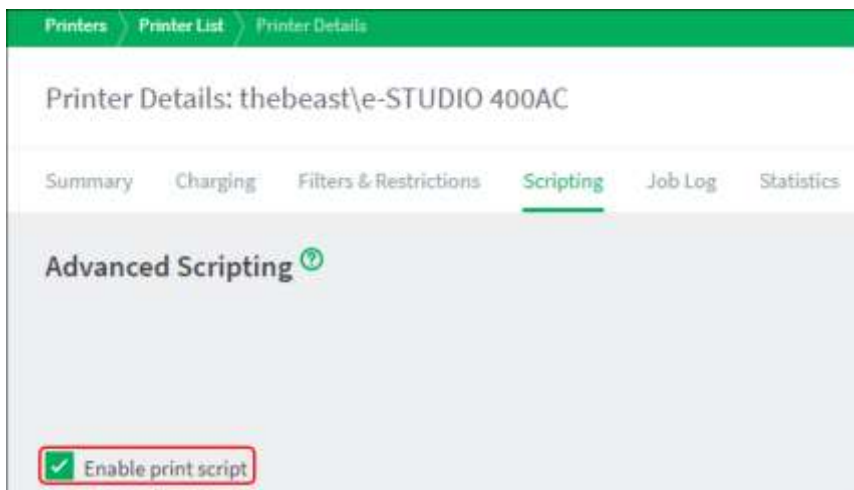 Printers Printer List Printer Details
Printer Details: thebeast\e-STUDIO 400AC
Summary Charging Filters & Restrictions Scripting Job Log Statistics
Advanced Scripting ?
Enable print script